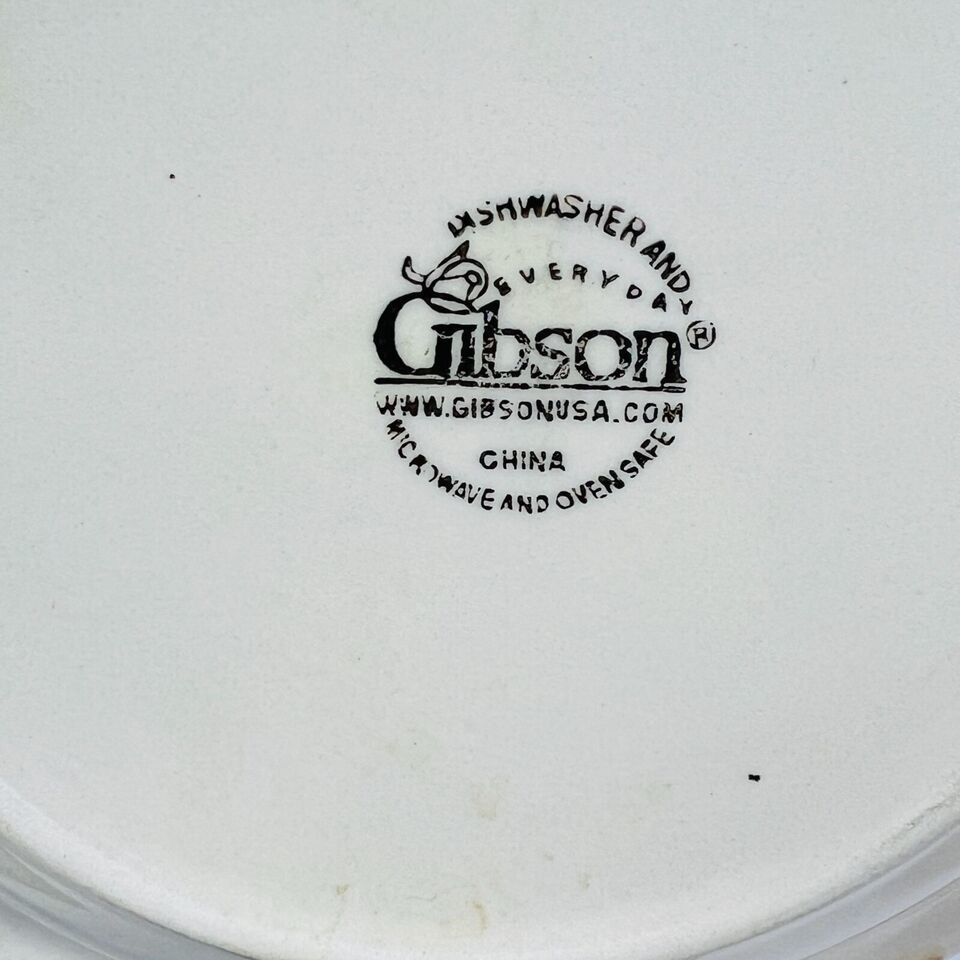 DISHWASHER AND
EVERYDAY
Gibson®
WWW.GIBSONUSA.COM
CHINA
MICROWAVE AND OVEN SAFE